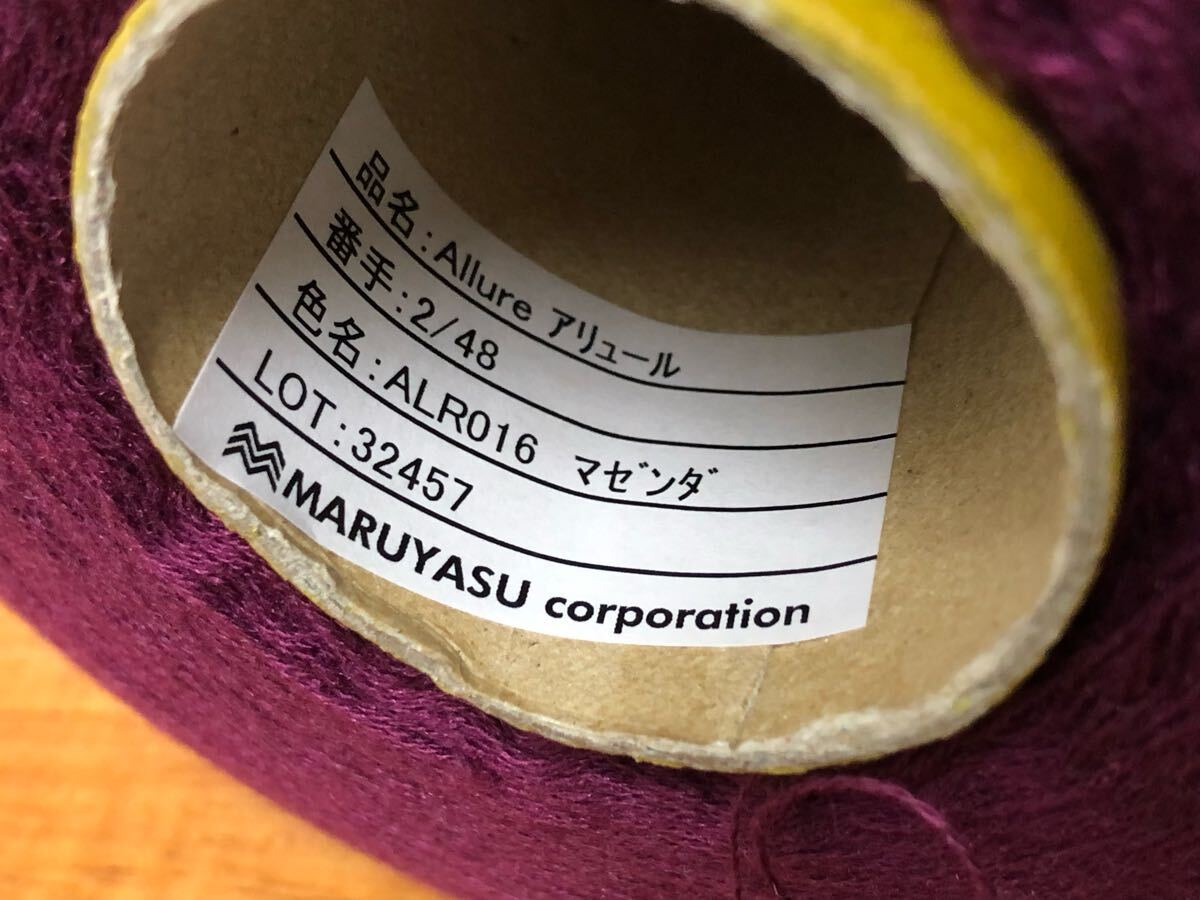 品名:Allure アリュール
番手:2/48
色名:ALR016 マゼンダ
LOT:32457
MARUYASU corporation